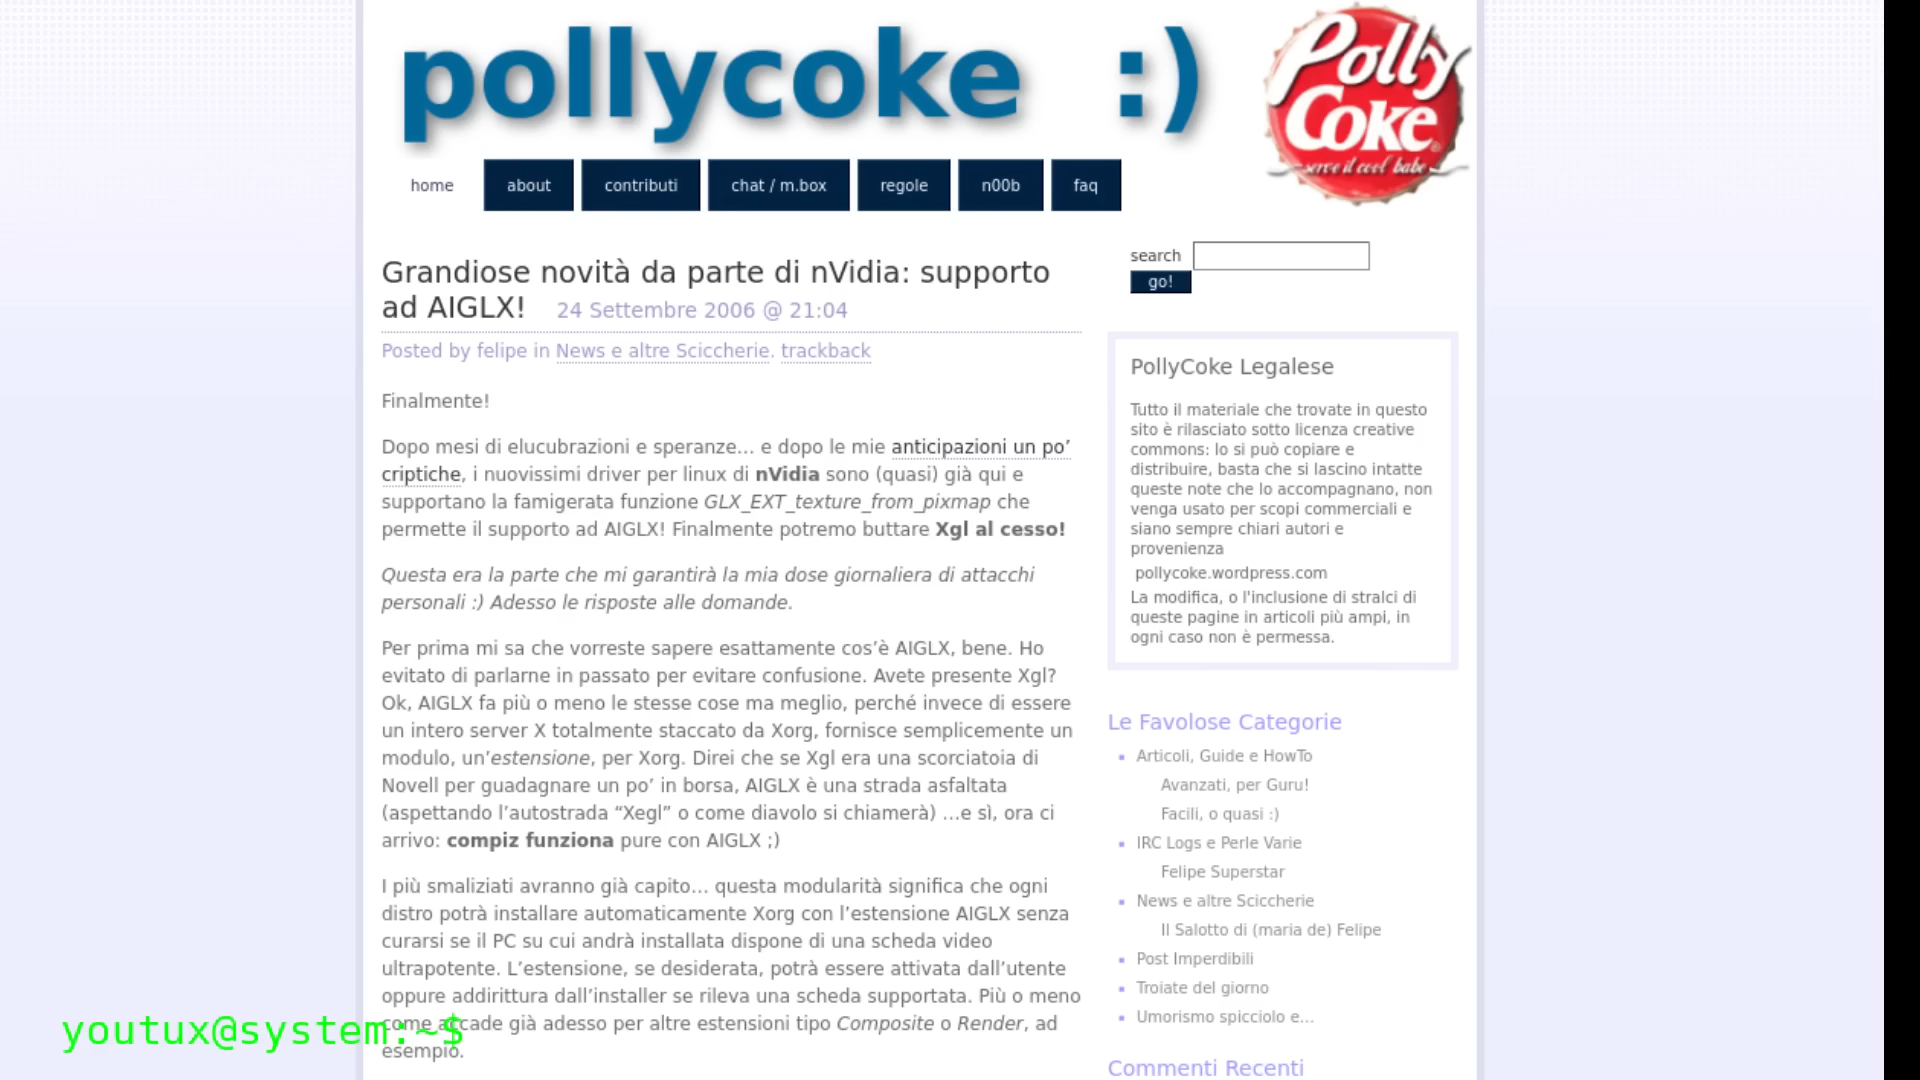 pollycoke :)
Polly
Coke
serve il cool babe
home
about
contributi
chat / m.box
regole
n00b
faq
Grandiose novità da parte di nVidia: supporto
ad AIGLX! 24 Settembre 2006 @ 21:04
Posted by felipe in News e altre Sciccherie. trackback
Finalmente!
Dopo mesi di elucubrazioni e speranze… e dopo le mie anticipazioni un po’
criptiche, i nuovissimi driver per linux di nVidia sono (quasi) già qui e
supportano la famigerata funzione GLX_EXT_texture_from_pixmap che
permette il supporto ad AIGLX! Finalmente potremo buttare Xgl al cesso!
Questa era la parte che mi garantirà la mia dose giornaliera di attacchi
personali :) Adesso le risposte alle domande.
Per prima mi sa che vorreste sapere esattamente cos’è AIGLX, bene. Ho
evitato di parlarne in passato per evitare confusione. Avete presente Xgl?
Ok, AIGLX fa più o meno le stesse cose ma meglio, perché invece di essere
un intero server X totalmente staccato da Xorg, fornisce semplicemente un
modulo, un’estensione, per Xorg. Direi che se Xgl era una scorciatoia di
Novell per guadagnare un po’ in borsa, AIGLX è una strada asfaltata
(aspettando l’autostrada “Xegl” o come diavolo si chiamerà) …e sì, ora ci
arrivo: compiz funziona pure con AIGLX ;)
I più smaliziati avranno già capito… questa modularità significa che ogni
distro potrà installare automaticamente Xorg con l’estensione AIGLX senza
curarsi se il PC su cui andrà installata dispone di una scheda video
ultrapotente. L’estensione, se desiderata, potrà essere attivata dall’utente
oppure addirittura dall’installer se rileva una scheda supportata. Più o meno
come accade già adesso per altre estensioni tipo Composite o Render, ad
esempio.
search
go!
PollyCoke Legalese
Tutto il materiale che trovate in questo
sito è rilasciato sotto licenza creative
commons: lo si può copiare e
distribuire, basta che si lascino intatte
queste note che lo accompagnano, non
venga usato per scopi commerciali e
siano sempre chiari autori e
provenienza
pollycoke.wordpress.com
La modifica, o l'inclusione di stralci di
queste pagine in articoli più ampi, in
ogni caso non è permessa.
Le Favolose Categorie
Articoli, Guide e HowTo
Avanzati, per Guru!
Facili, o quasi :)
IRC Logs e Perle Varie
Felipe Superstar
News e altre Sciccherie
Il Salotto di (maria de) Felipe
Post Imperdibili
Troiate del giorno
Umorismo spicciolo e…
Commenti Recenti
youtux@system:~$